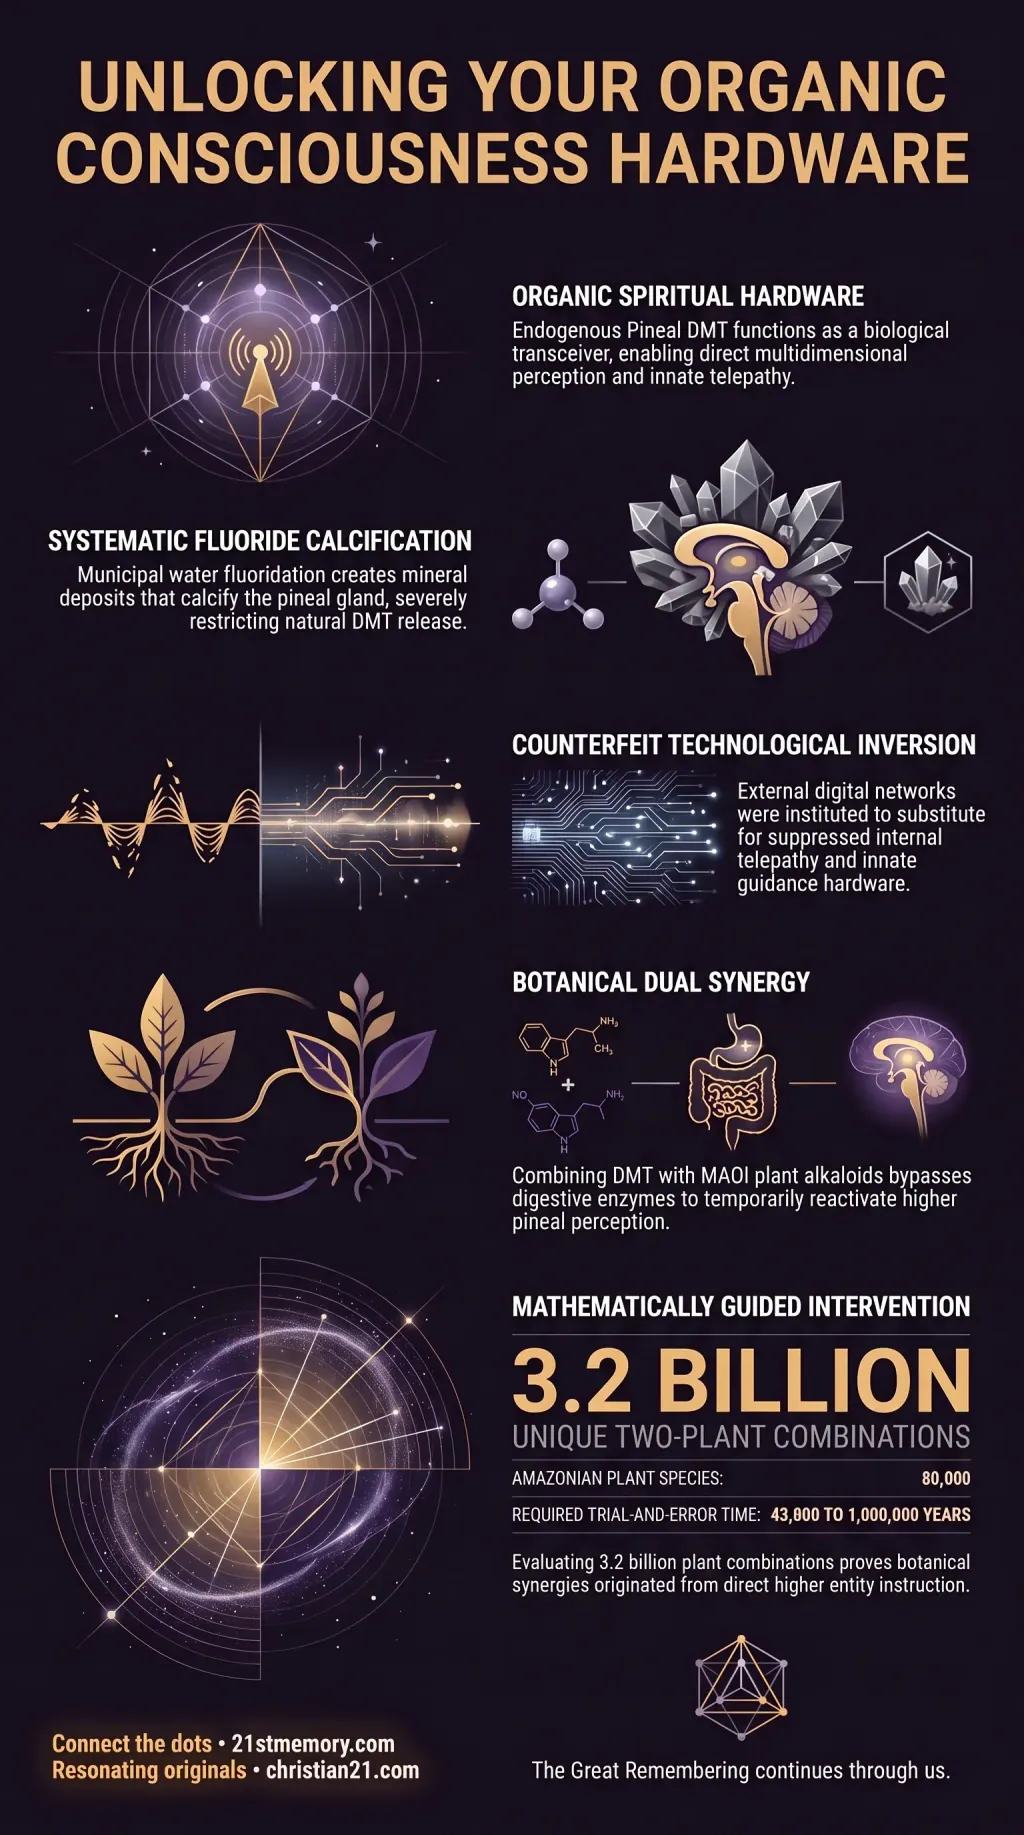 UNLOCKING YOUR ORGANIC
CONSCIOUSNESS HARDWARE
ORGANIC SPIRITUAL HARDWARE
Endogenous Pineal DMT functions as a biological
transceiver, enabling direct multidimensional
perception and innate telepathy.
SYSTEMATIC FLUORIDE CALCIFICATION
Municipal water fluoridation creates mineral
deposits that calcify the pineal gland, severely
restricting natural DMT release.
COUNTERFEIT TECHNOLOGICAL INVERSION
External digital networks
were instituted to substitute
for suppressed internal
telepathy and innate
guidance hardware.
BOTANICAL DUAL SYNERGY
NH₂
CH₃
N
H
+
NO
NH₂
N
H
Combining DMT with MAOI plant alkaloids bypasses
digestive enzymes to temporarily reactivate higher
pineal perception.
MATHEMATICALLY GUIDED INTERVENTION
3.2 BILLION
UNIQUE TWO-PLANT COMBINATIONS
AMAZONIAN PLANT SPECIES: 80,000
REQUIRED TRIAL-AND-ERROR TIME: 43,000 TO 1,000,000 YEARS
Evaluating 3.2 billion plant combinations proves botanical
synergies originated from direct higher entity instruction.
Connect the dots • 21stmemory.com
Resonating originals • christian21.com
The Great Remembering continues through us.